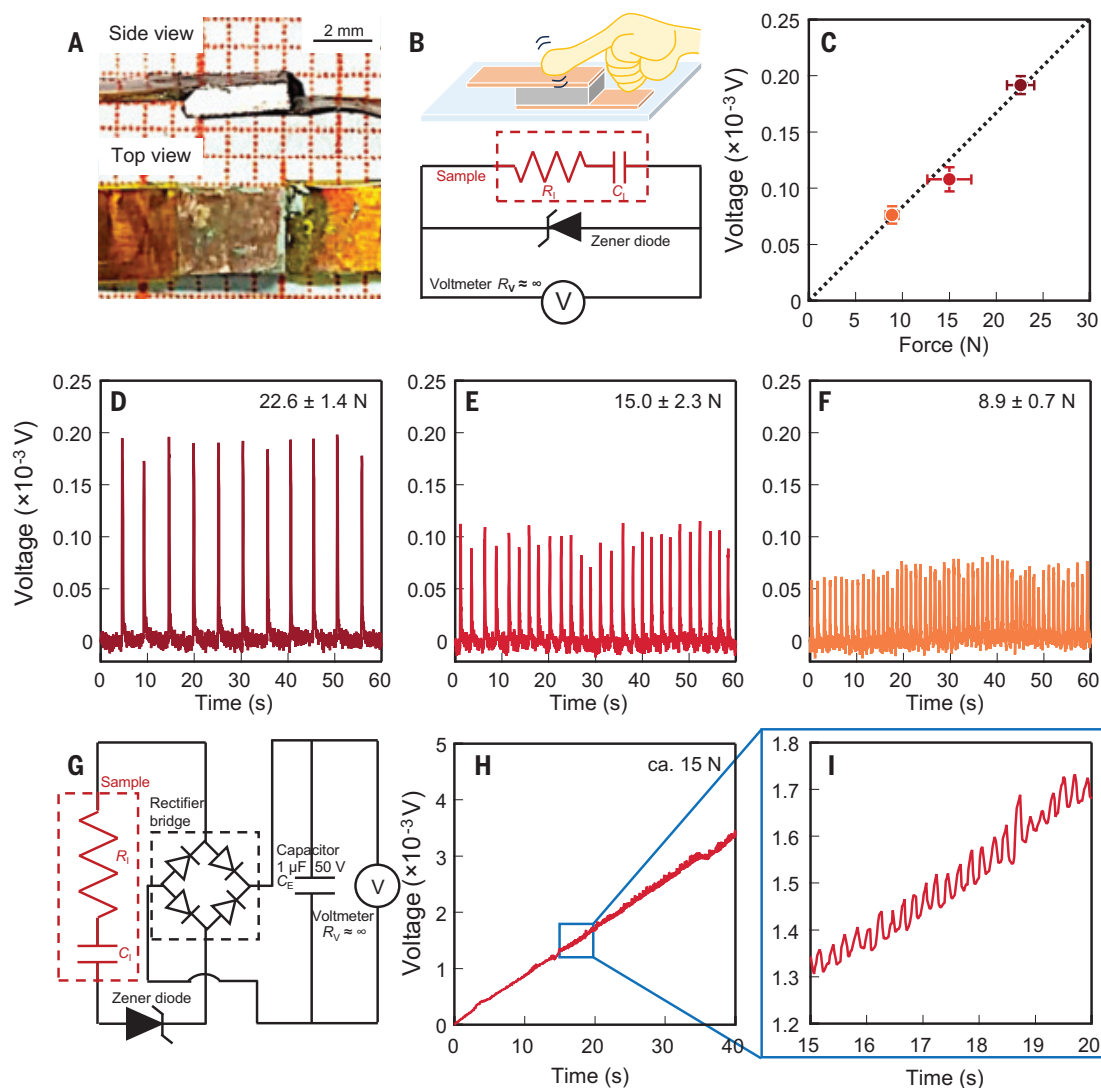 A
Side view
2 mm
Top view
B
Sample
R_I
C_I
Zener diode
Voltmeter R_V ≈ ∞
V
C
Voltage (×10⁻³ V)
0.25
0.20
0.15
0.10
0.05
0
0 5 10 15 20 25 30
Force (N)
D
22.6 ± 1.4 N
Voltage (×10⁻³ V)
0.25
0.20
0.15
0.10
0.05
0
0 10 20 30 40 50 60
Time (s)
E
15.0 ± 2.3 N
0.25
0.20
0.15
0.10
0.05
0
0 10 20 30 40 50 60
Time (s)
F
8.9 ± 0.7 N
0.25
0.20
0.15
0.10
0.05
0
0 10 20 30 40 50 60
Time (s)
G
Sample
R_I
C_I
Rectifier
bridge
Capacitor
1 μF 50 V
C_E
V
Voltmeter
R_V ≈ ∞
Zener diode
H
ca. 15 N
Voltage (×10⁻³ V)
5
4
3
2
1
0
0 10 20 30 40
Time (s)
I
1.8
1.7
1.6
1.5
1.4
1.3
1.2
15 16 17 18 19 20
Time (s)